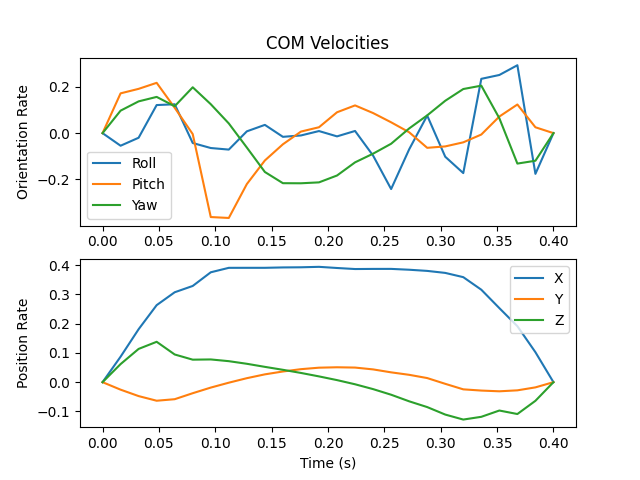 COM Velocities
Orientation Rate
0.2
0.0
−0.2
Roll
Pitch
Yaw
0.00 0.05 0.10 0.15 0.20 0.25 0.30 0.35 0.40
Position Rate
0.4
0.3
0.2
0.1
0.0
−0.1
X
Y
Z
0.00 0.05 0.10 0.15 0.20 0.25 0.30 0.35 0.40
Time (s)